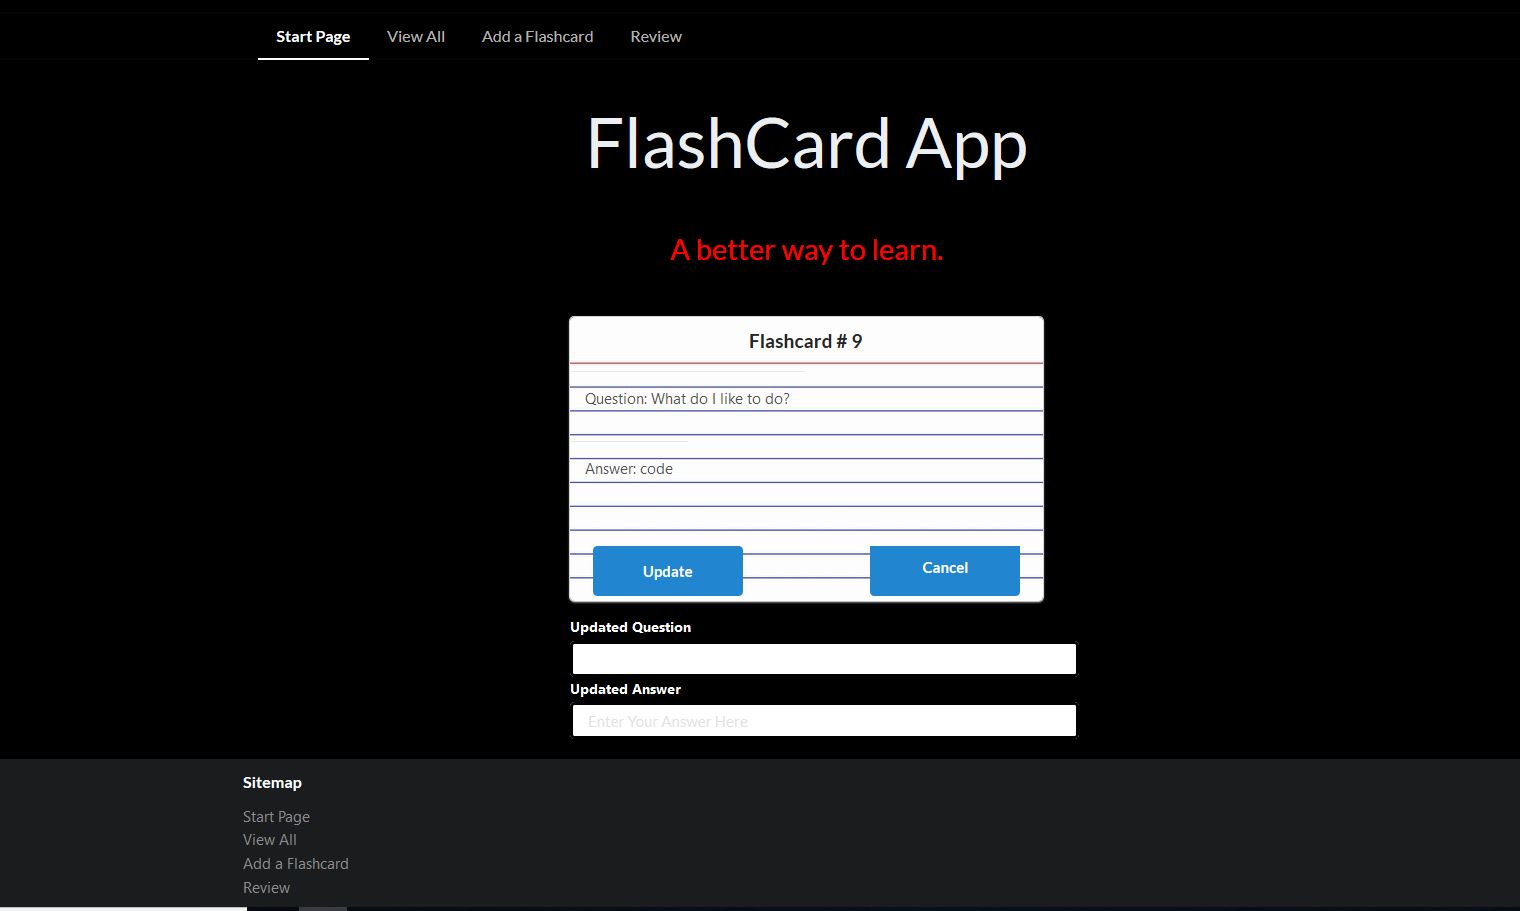 Start Page View All Add a Flashcard Review
FlashCard App
A better way to learn.
Flashcard # 9
Question: What do I like to do?
Answer: code
Update Cancel
Updated Question
Updated Answer
Enter Your Answer Here
Sitemap
Start Page
View All
Add a Flashcard
Review